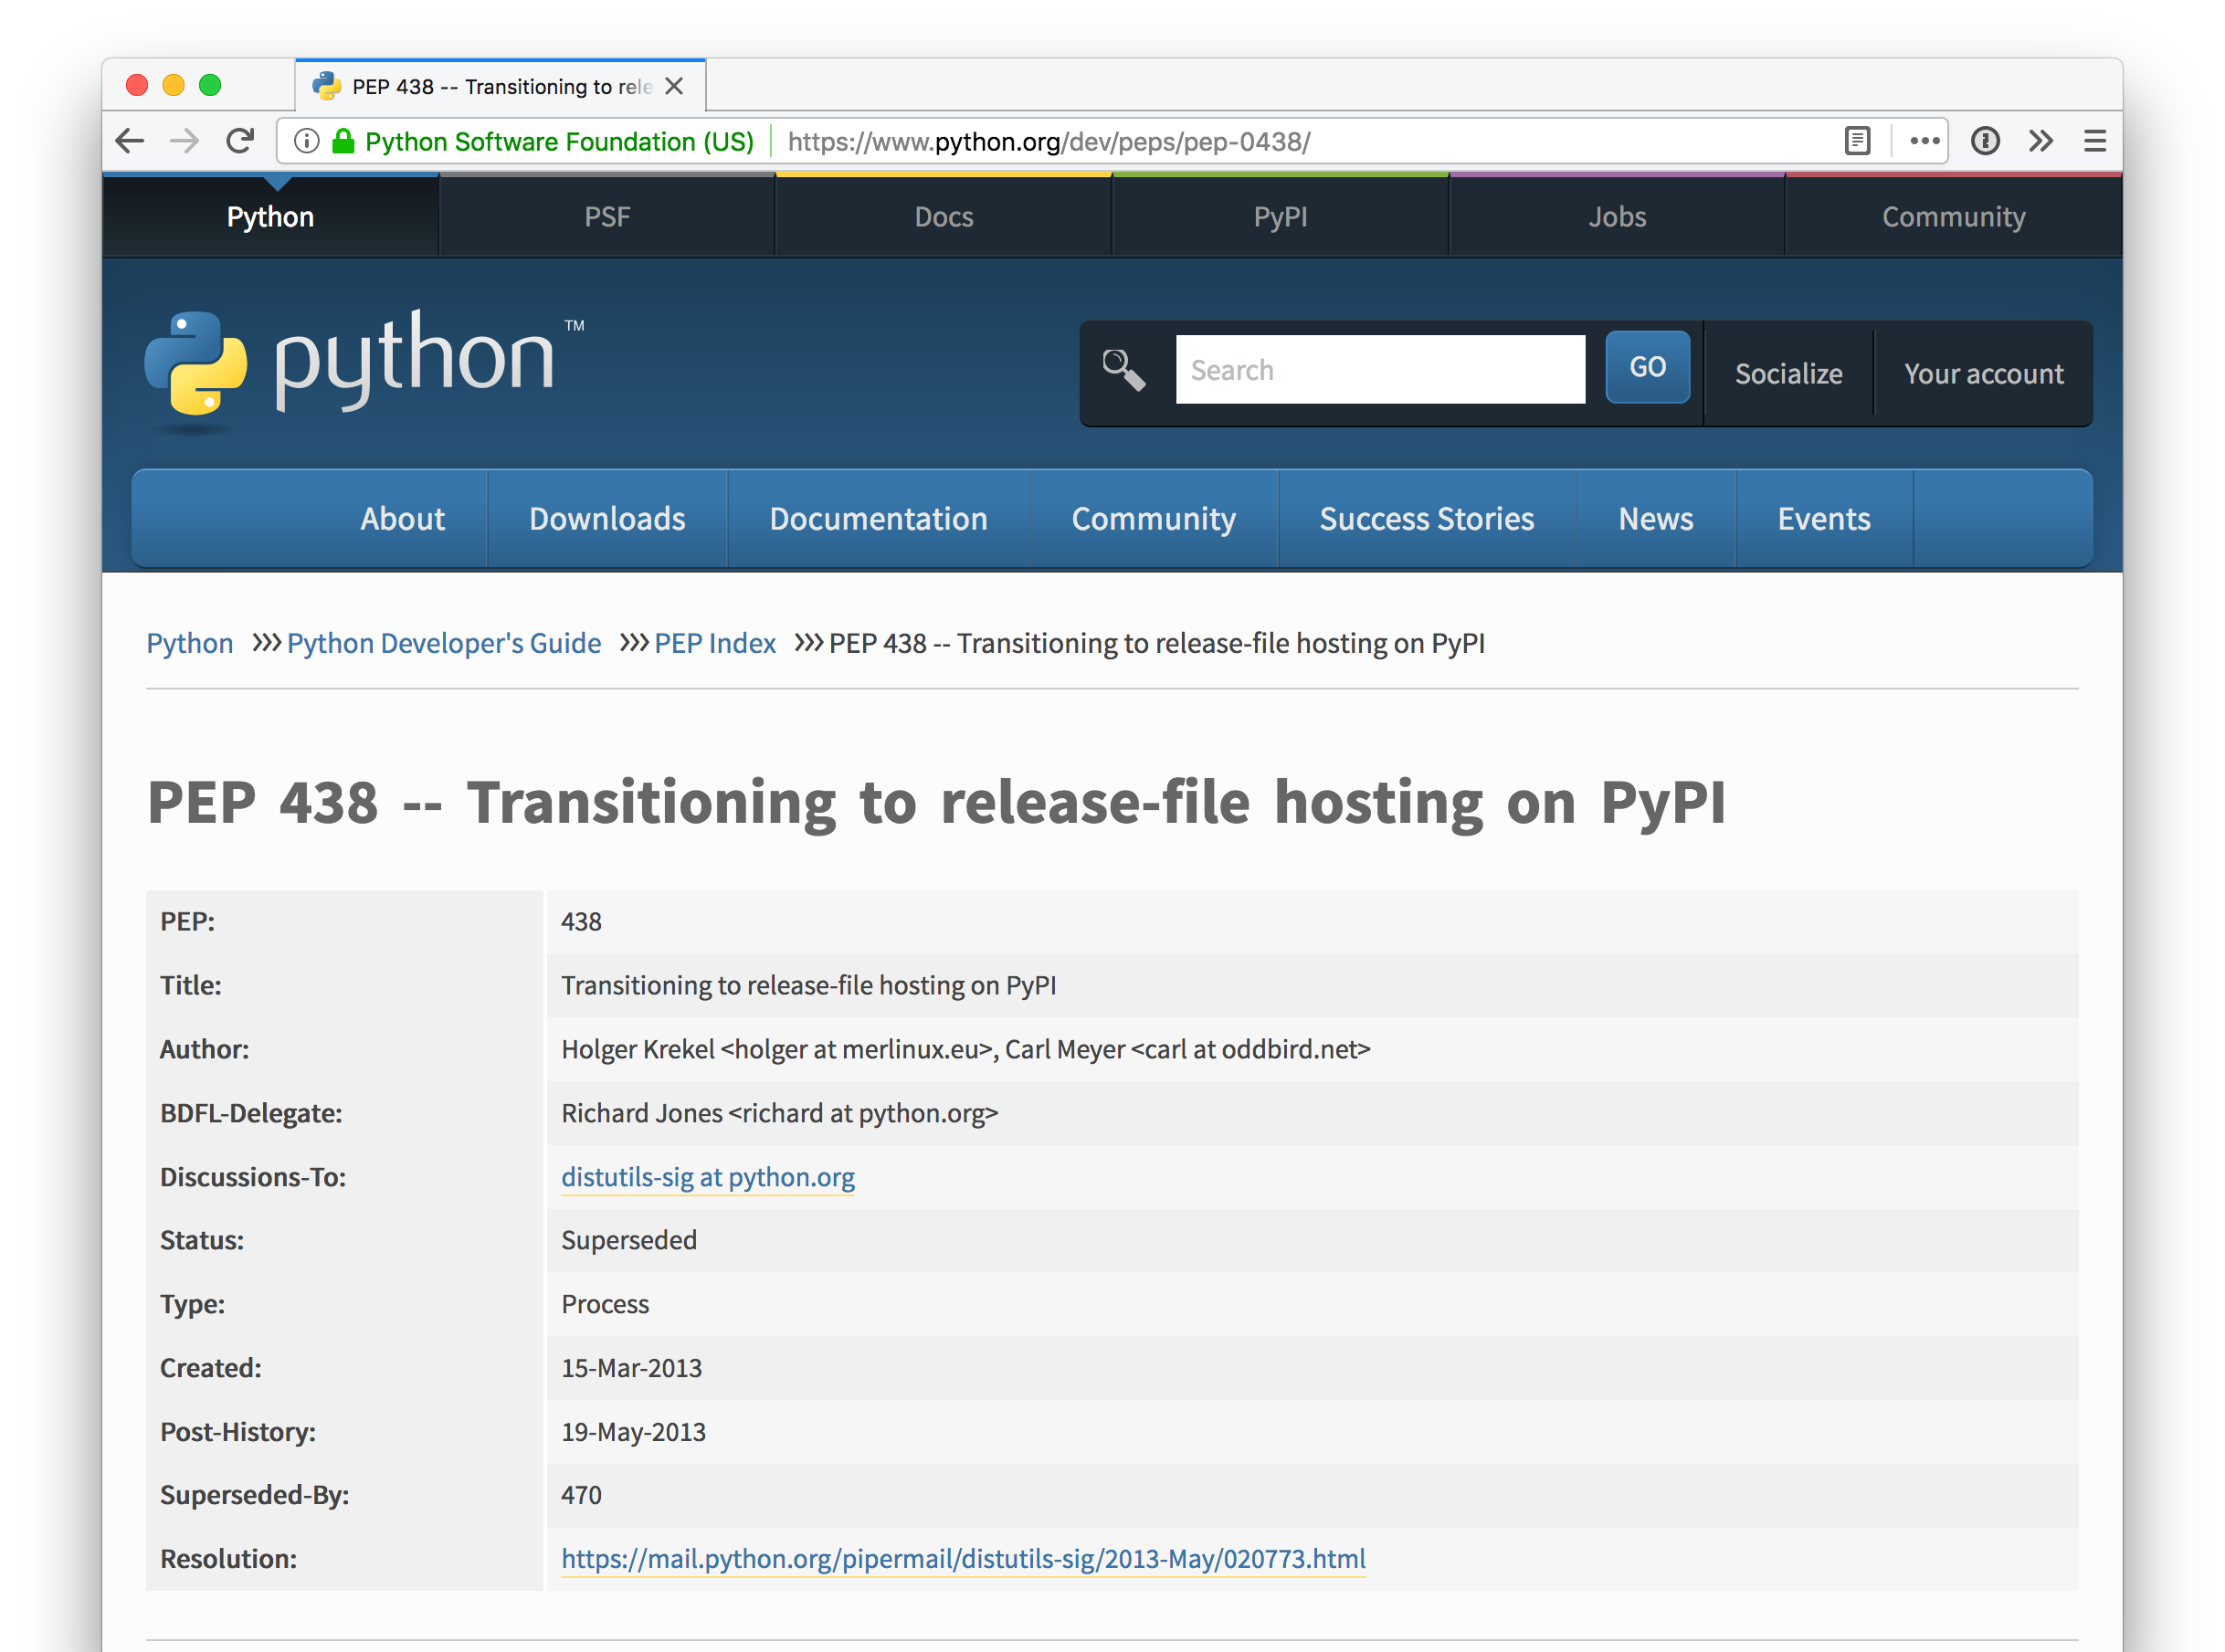 PEP 438 -- Transitioning to rele
Python Software Foundation (US) https://www.python.org/dev/peps/pep-0438/
Python PSF Docs PyPI Jobs Community
python™ Search GO Socialize Your account
About Downloads Documentation Community Success Stories News Events
Python >>> Python Developer's Guide >>> PEP Index >>> PEP 438 -- Transitioning to release-file hosting on PyPI
PEP 438 -- Transitioning to release-file hosting on PyPI
PEP: 438
Title: Transitioning to release-file hosting on PyPI
Author: Holger Krekel <holger at merlinux.eu>, Carl Meyer <carl at oddbird.net>
BDFL-Delegate: Richard Jones <richard at python.org>
Discussions-To: distutils-sig at python.org
Status: Superseded
Type: Process
Created: 15-Mar-2013
Post-History: 19-May-2013
Superseded-By: 470
Resolution: https://mail.python.org/pipermail/distutils-sig/2013-May/020773.html